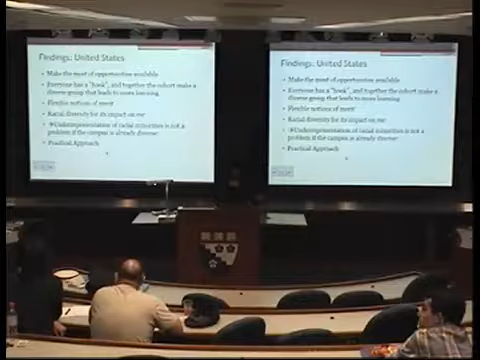 Findings: United States
Make the most of opportunities available
Everyone has a "hook", and together the cohort make a
diverse group that leads to more learning
Flexible notions of merit
Racial diversity for its impact on me
Underrepresentation of racial minorities is not a
problem if the campus is already diverse
Practical Approach
Findings: United States
Make the most of opportunities available
Everyone has a "hook", and together the cohort make a
diverse group that leads to more learning
Flexible notions of merit
Racial diversity for its impact on me
Underrepresentation of racial minorities is not a
problem if the campus is already diverse
Practical Approach